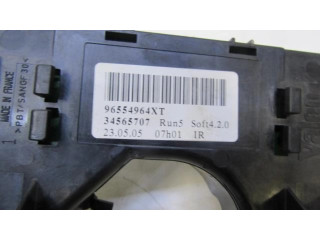 96554964XT
34565707 Run5 Soft4.2.0
23.05.05 07h01 1R
MADE IN FRANCE
>PBT/SAN GF 30<